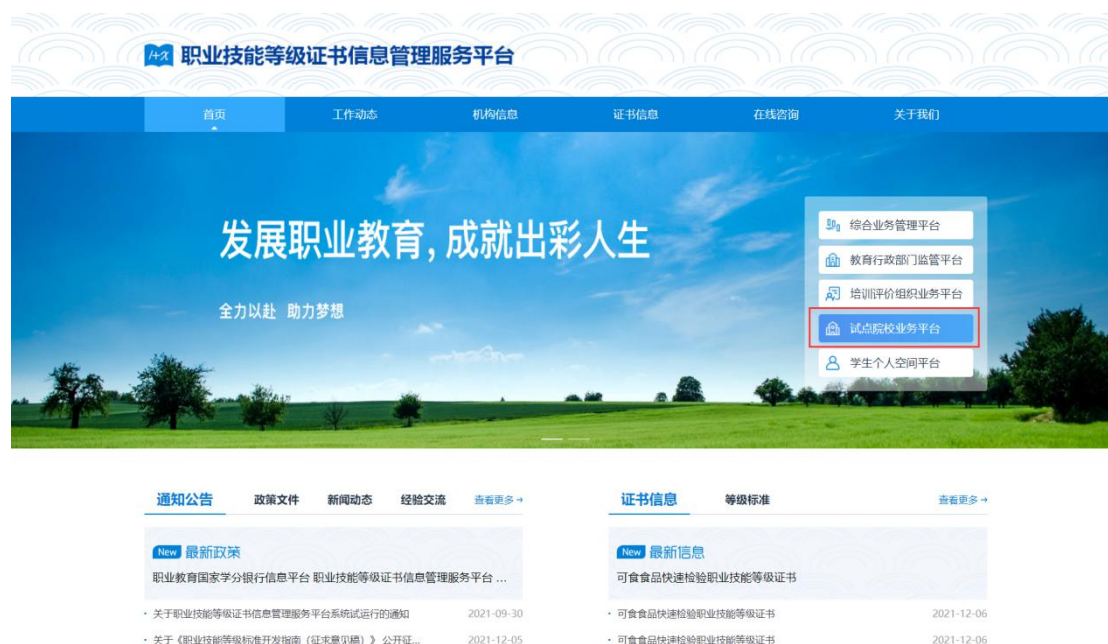 1+X 职业技能等级证书信息管理服务平台
首页 工作动态 机构信息 证书信息 在线咨询 关于我们
发展职业教育,成就出彩人生
全力以赴 助力梦想
综合业务管理平台
教育行政部门监管平台
培训评价组织业务平台
试点院校业务平台
学生个人空间平台
通知公告 政策文件 新闻动态 经验交流 查看更多→
New 最新政策
职业教育国家学分银行信息平台 职业技能等级证书信息管理服务平台 ...
· 关于职业技能等级证书信息管理服务平台系统试运行的通知 2021-09-30
· 关于《职业技能等级标准开发指南(征求意见稿)》公开征... 2021-12-05
证书信息 等级标准 查看更多→
New 最新信息
可食食品快速检验职业技能等级证书
· 可食食品快速检验职业技能等级证书 2021-12-06
· 可食食品快速检验职业技能等级证书 2021-12-06